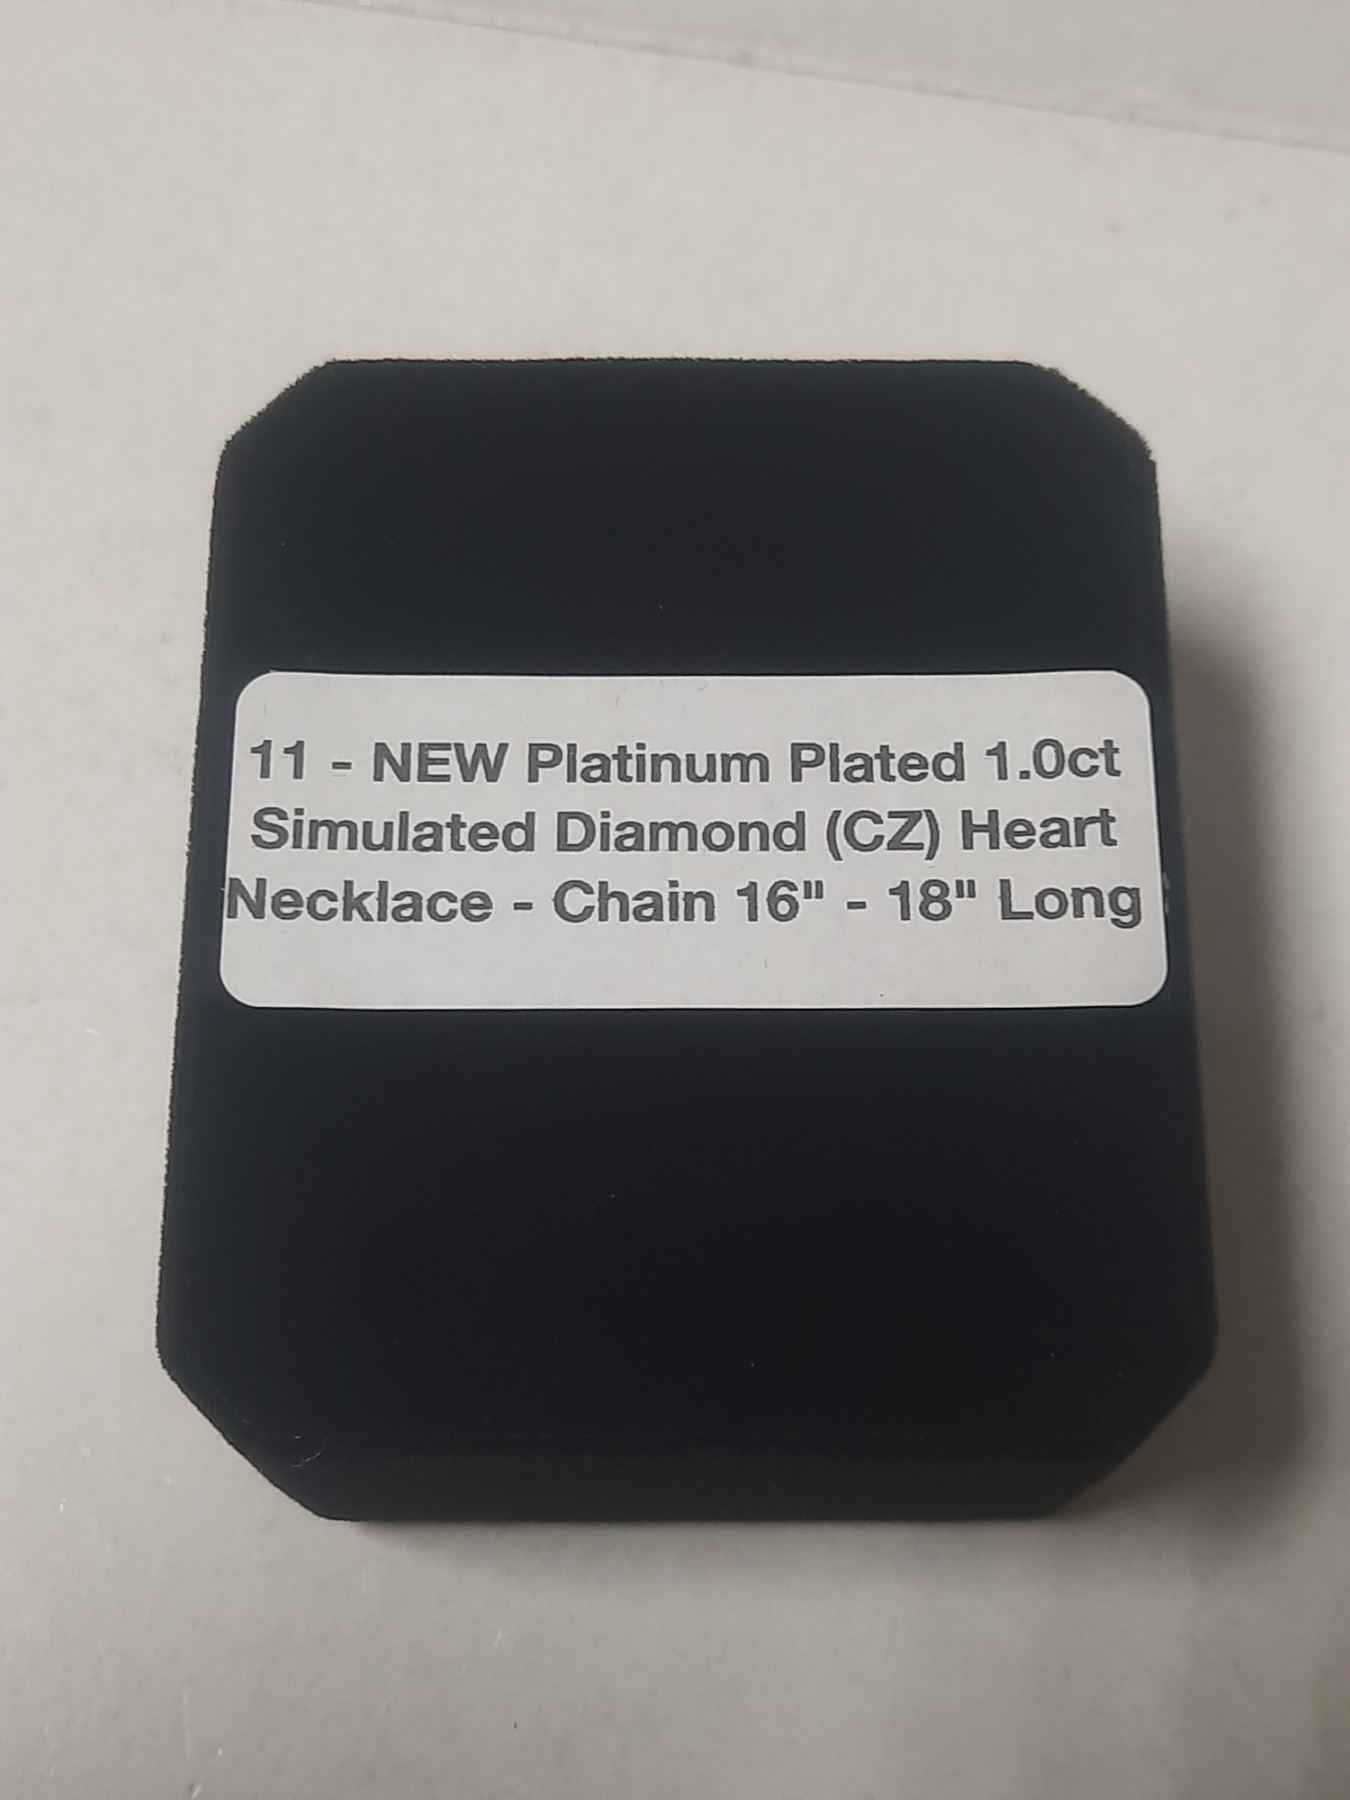 11 - NEW Platinum Plated 1.0ct
Simulated Diamond (CZ) Heart
Necklace - Chain 16" - 18" Long